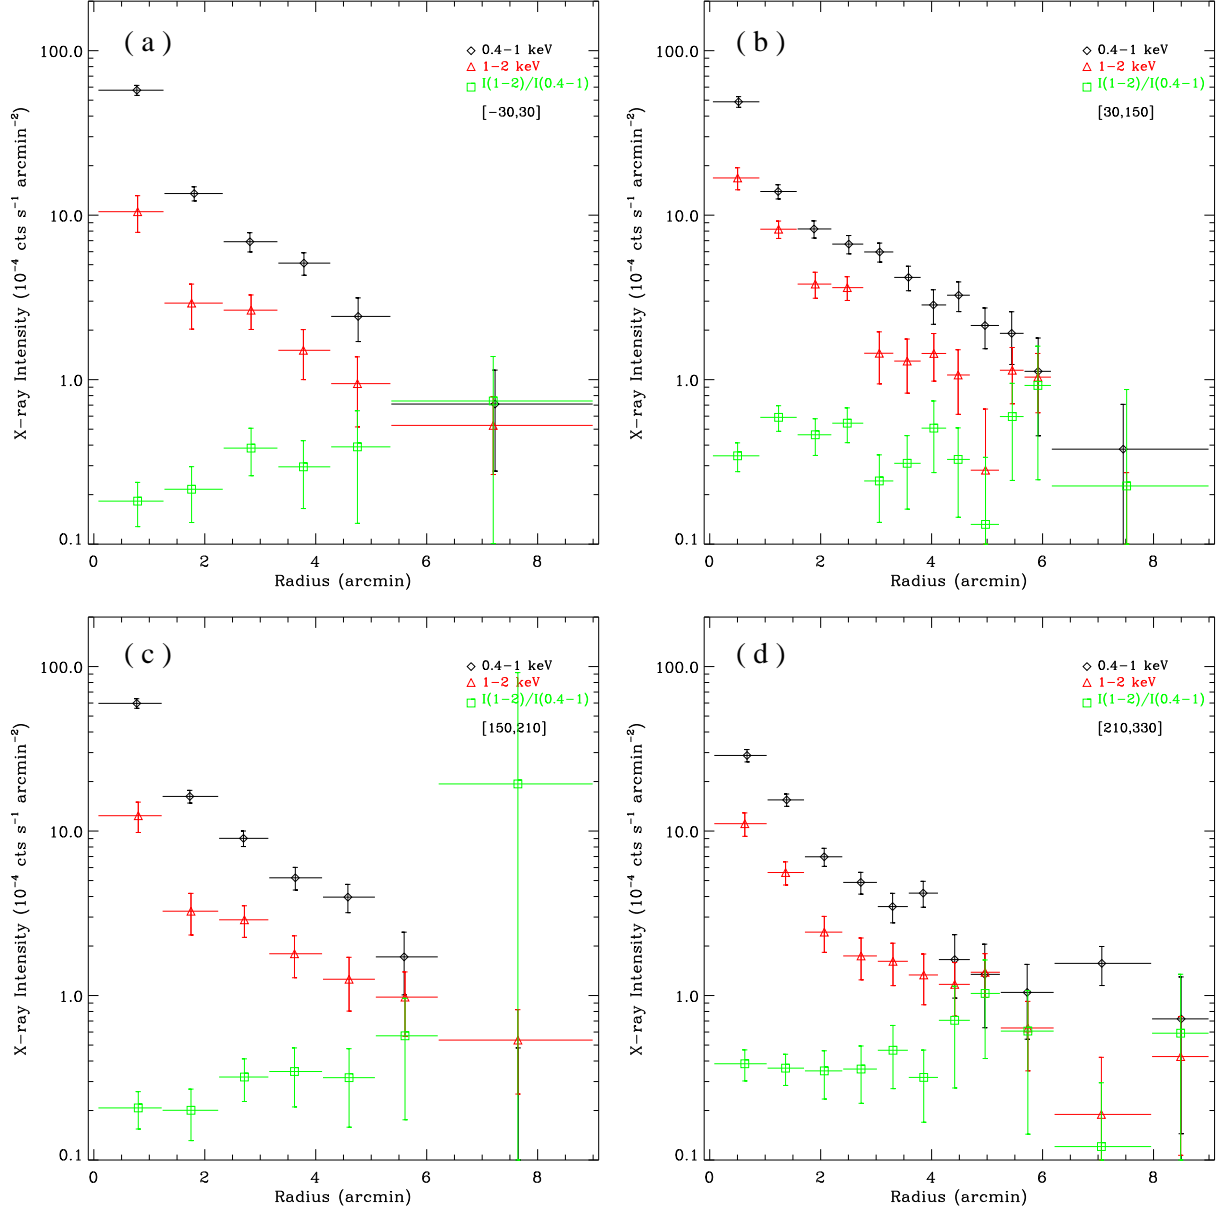 ( a )
◇ 0.4−1 keV
△ 1−2 keV
□ I(1−2)/I(0.4−1)
[−30,30]
100.0
10.0
1.0
0.1
X−ray Intensity (10⁻⁴ cts s⁻¹ arcmin⁻²)
0 2 4 6 8
Radius (arcmin)
( b )
◇ 0.4−1 keV
△ 1−2 keV
□ I(1−2)/I(0.4−1)
[30,150]
100.0
10.0
1.0
0.1
X−ray Intensity (10⁻⁴ cts s⁻¹ arcmin⁻²)
0 2 4 6 8
Radius (arcmin)
( c )
◇ 0.4−1 keV
△ 1−2 keV
□ I(1−2)/I(0.4−1)
[150,210]
100.0
10.0
1.0
0.1
X−ray Intensity (10⁻⁴ cts s⁻¹ arcmin⁻²)
0 2 4 6 8
Radius (arcmin)
( d )
◇ 0.4−1 keV
△ 1−2 keV
□ I(1−2)/I(0.4−1)
[210,330]
100.0
10.0
1.0
0.1
X−ray Intensity (10⁻⁴ cts s⁻¹ arcmin⁻²)
0 2 4 6 8
Radius (arcmin)